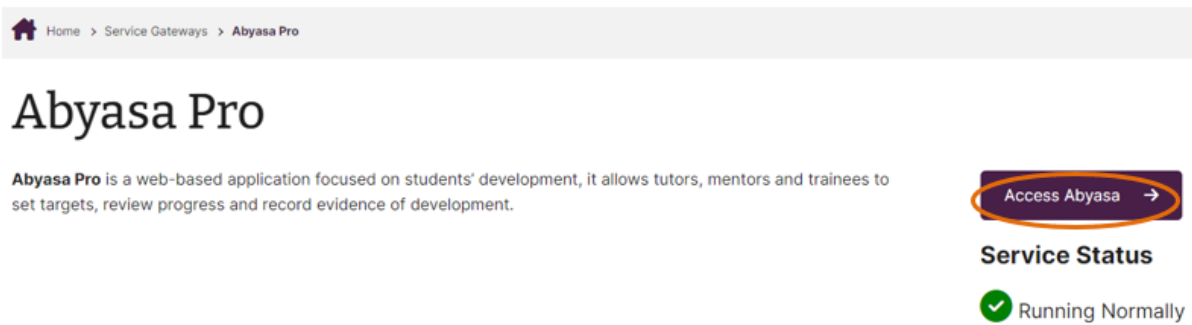 Home > Service Gateways > Abyasa Pro
Abyasa Pro
Abyasa Pro is a web-based application focused on students' development, it allows tutors, mentors and trainees to
set targets, review progress and record evidence of development.
Access Abyasa →
Service Status
Running Normally